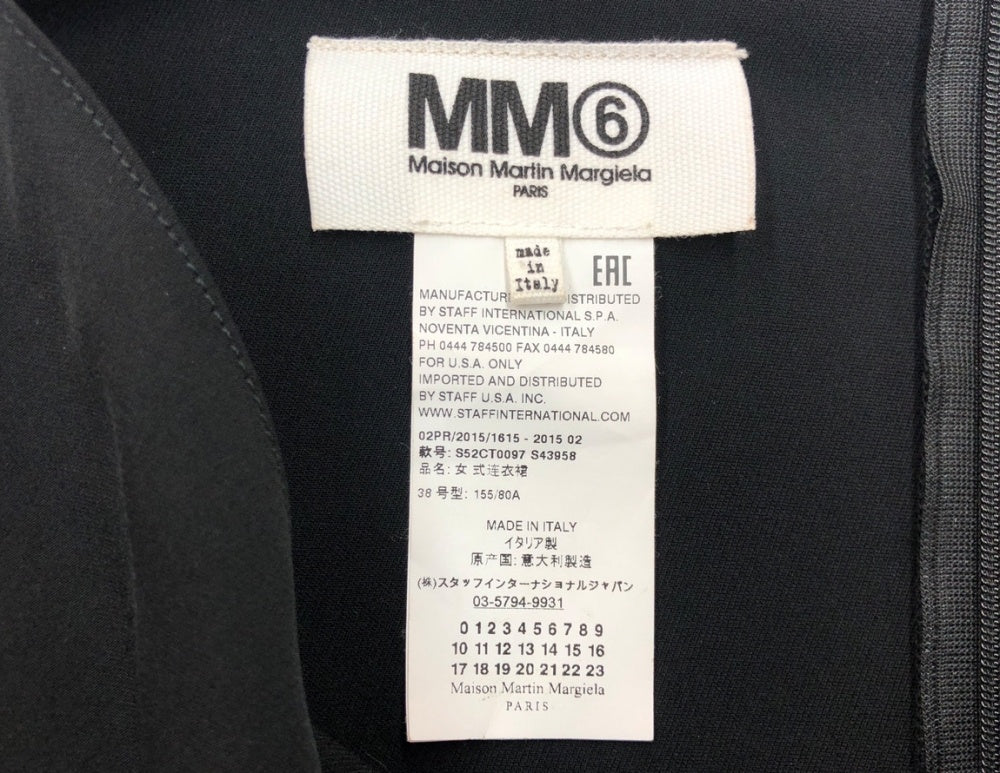 MM⑥
Maison Martin Margiela
PARIS
made
in
Italy
EAC
MANUFACTUR ISTRIBUTED
BY STAFF INTERNATIONAL S.P.A.
NOVENTA VICENTINA - ITALY
PH 0444 784500 FAX 0444 784580
FOR U.S.A. ONLY
IMPORTED AND DISTRIBUTED
BY STAFF U.S.A. INC.
WWW.STAFFINTERNATIONAL.COM
02PR/2015/1615 - 2015 02
款号: S52CT0097 S43958
品名: 女 式连衣裙
38 号型: 155/80A
MADE IN ITALY
イタリア製
原产国: 意大利製造
(株)スタッフインターナショナルジャパン
03-5794-9931
0 1 2 3 4 5 6 7 8 9
10 11 12 13 14 15 16
17 18 19 20 21 22 23
Maison Martin Margiela
PARIS